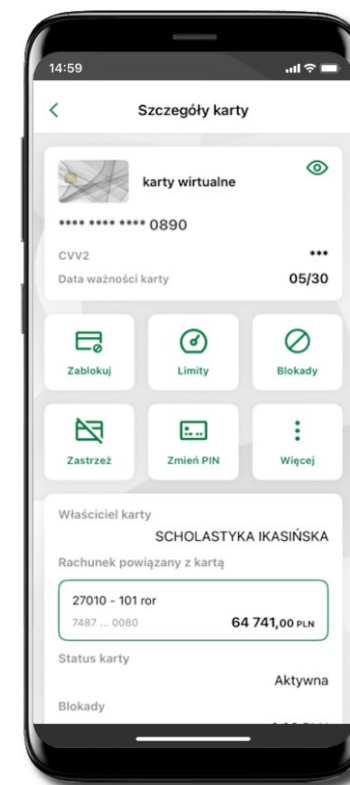 14:59
Szczegóły karty
karty wirtualne
**** **** **** 0890
CVV2 ***
Data ważności karty 05/30
Zablokuj Limity Blokady
Zastrzeż Zmień PIN Więcej
Właściciel karty
SCHOLASTYKA IKASIŃSKA
Rachunek powiązany z kartą
27010 - 101 ror
7487 ... 0080 64 741,00 PLN
Status karty
Aktywna
Blokady